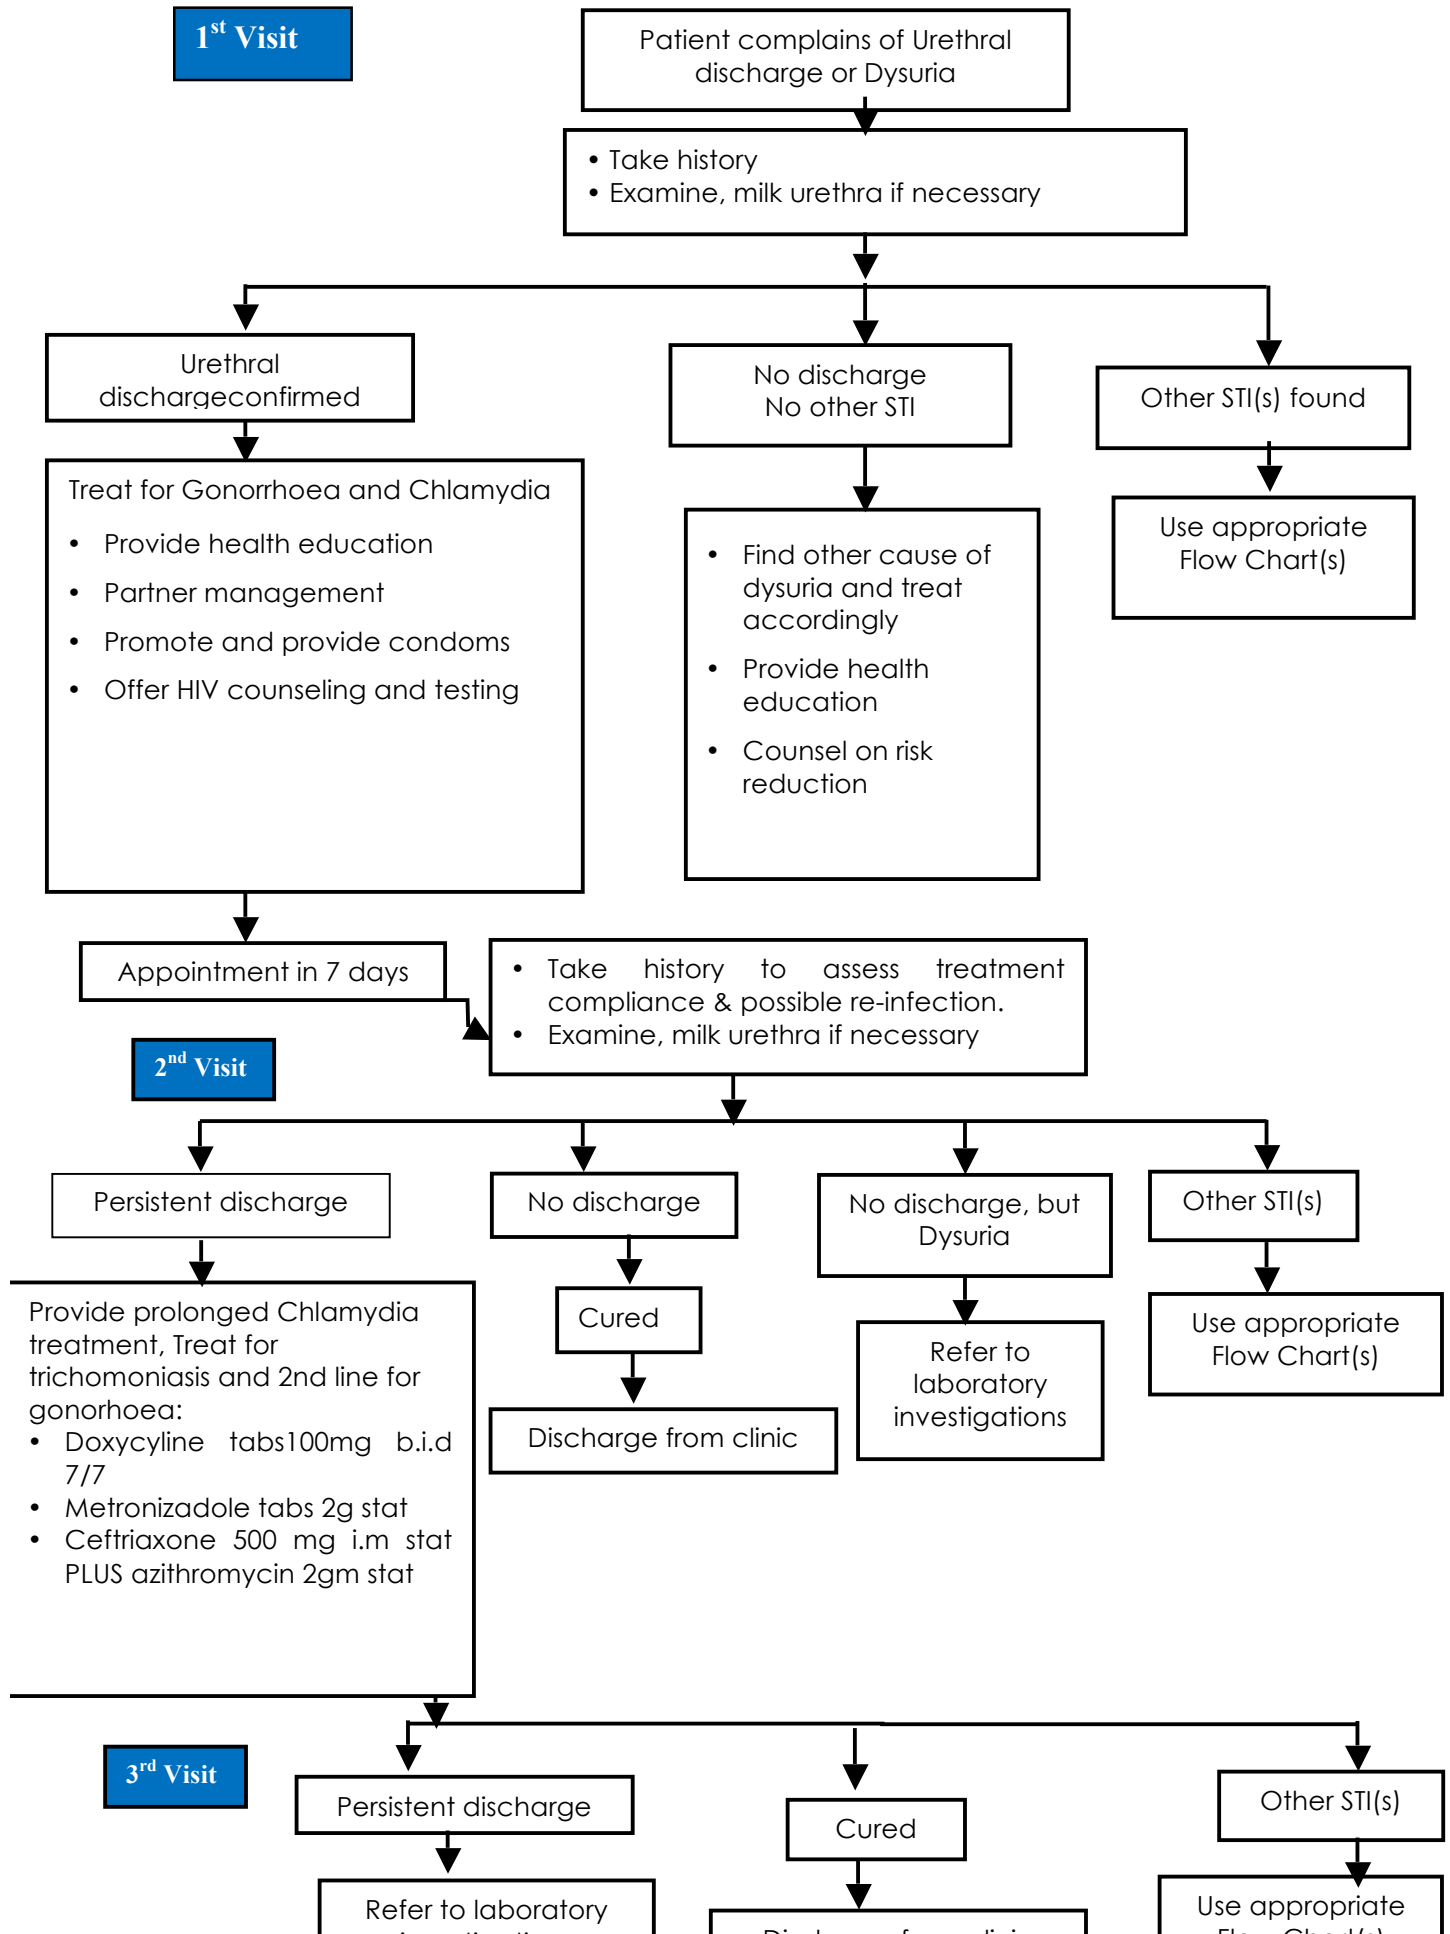 1st Visit
Patient complains of Urethral
discharge or Dysuria
• Take history
• Examine, milk urethra if necessary
Urethral
dischargeconfirmed
No discharge
No other STI
Other STI(s) found
Treat for Gonorrhoea and Chlamydia
• Provide health education
• Partner management
• Promote and provide condoms
• Offer HIV counseling and testing
• Find other cause of
dysuria and treat
accordingly
• Provide health
education
• Counsel on risk
reduction
Use appropriate
Flow Chart(s)
Appointment in 7 days
• Take history to assess treatment
compliance & possible re-infection.
• Examine, milk urethra if necessary
2nd Visit
Persistent discharge
No discharge
No discharge, but
Dysuria
Other STI(s)
Provide prolonged Chlamydia
treatment, Treat for
trichomoniasis and 2nd line for
gonorhoea:
• Doxycyline tabs100mg b.i.d
7/7
• Metronizadole tabs 2g stat
• Ceftriaxone 500 mg i.m stat
PLUS azithromycin 2gm stat
Cured
Discharge from clinic
Refer to
laboratory
investigations
Use appropriate
Flow Chart(s)
3rd Visit
Persistent discharge
Cured
Other STI(s)
Refer to laboratory
Use appropriate
Flow Chart(s)